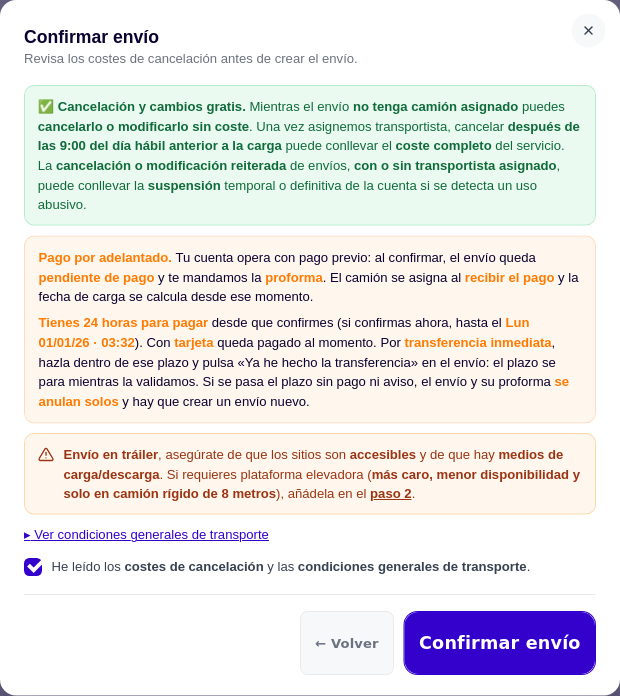 Confirmar envío
✕
Revisa los costes de cancelación antes de crear el envío.
✅ Cancelación y cambios gratis. Mientras el envío no tenga camión asignado puedes
cancelarlo o modificarlo sin coste. Una vez asignemos transportista, cancelar después de
las 9:00 del día hábil anterior a la carga puede conllevar el coste completo del servicio.
La cancelación o modificación reiterada de envíos, con o sin transportista asignado,
puede conllevar la suspensión temporal o definitiva de la cuenta si se detecta un uso
abusivo.
Pago por adelantado. Tu cuenta opera con pago previo: al confirmar, el envío queda
pendiente de pago y te mandamos la proforma. El camión se asigna al recibir el pago y la
fecha de carga se calcula desde ese momento.
Tienes 24 horas para pagar desde que confirmes (si confirmas ahora, hasta el Lun
01/01/26 · 03:32). Con tarjeta queda pagado al momento. Por transferencia inmediata,
hazla dentro de ese plazo y pulsa «Ya he hecho la transferencia» en el envío: el plazo se
para mientras la validamos. Si se pasa el plazo sin pago ni aviso, el envío y su proforma se
anulan solos y hay que crear un envío nuevo.
Envío en tráiler, asegúrate de que los sitios son accesibles y de que hay medios de
carga/descarga. Si requieres plataforma elevadora (más caro, menor disponibilidad y
solo en camión rígido de 8 metros), añádela en el paso 2.
▸ Ver condiciones generales de transporte
He leído los costes de cancelación y las condiciones generales de transporte.
← Volver
Confirmar envío